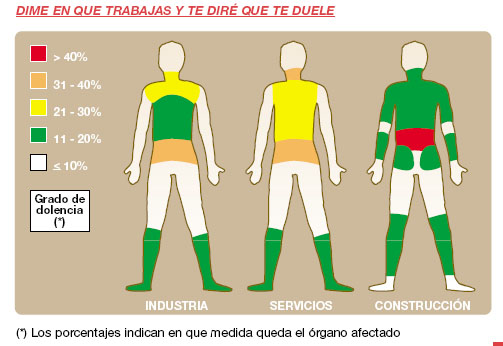 DIME EN QUE TRABAJAS Y TE DIRÉ QUE TE DUELE
> 40%
31 - 40%
21 - 30%
11 - 20%
≤ 10%
Grado de
dolencia
(*)
INDUSTRIA
SERVICIOS
CONSTRUCCIÓN
(*) Los porcentajes indican en que medida queda el órgano afectado